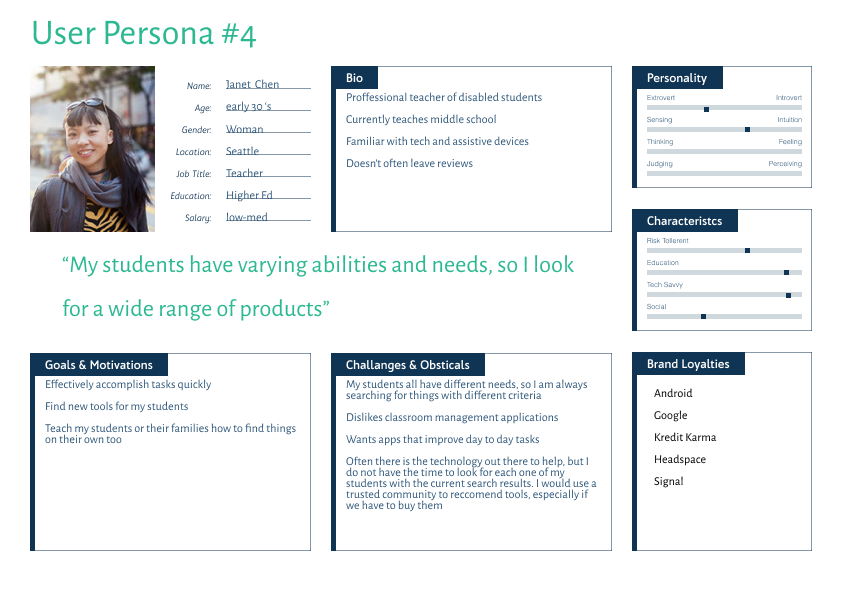 User Persona #4
Name: Janet Chen
Age: early 30 's
Gender: Woman
Location: Seattle
Job Title: Teacher
Education: Higher Ed
Salary: low-med
Bio
Proffessional teacher of disabled students
Currently teaches middle school
Familiar with tech and assistive devices
Doesn't often leave reviews
Personality
Extrovert Introvert
Sensing Intuition
Thinking Feeling
Judging Perceiving
Characteristcs
Risk Tollerent
Education
Tech Savvy
Social
“My students have varying abilities and needs, so I look
for a wide range of products”
Goals & Motivations
Effectively accomplish tasks quickly
Find new tools for my students
Teach my students or their families how to find things
on their own too
Challanges & Obsticals
My students all have different needs, so I am always
searching for things with different criteria
Dislikes classroom management applications
Wants apps that improve day to day tasks
Often there is the technology out there to help, but I
do not have the time to look for each one of my
students with the current search results. I would use a
trusted community to reccomend tools, especially if
we have to buy them
Brand Loyalties
Android
Google
Kredit Karma
Headspace
Signal